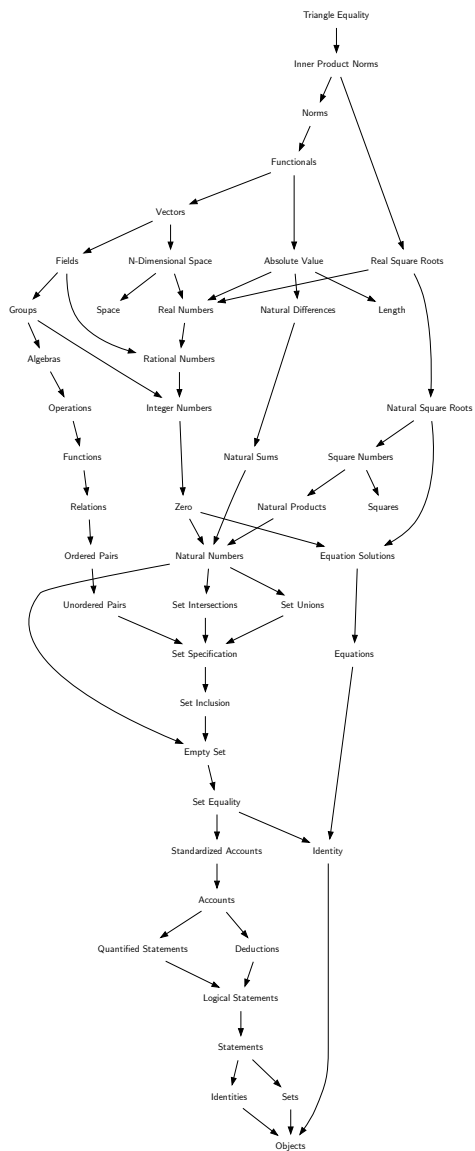 Triangle Equality
Inner Product Norms
Norms
Functionals
Vectors
Fields
N-Dimensional Space
Absolute Value
Real Square Roots
Groups
Space
Real Numbers
Natural Differences
Length
Algebras
Rational Numbers
Operations
Integer Numbers
Natural Square Roots
Functions
Natural Sums
Square Numbers
Relations
Zero
Natural Products
Squares
Ordered Pairs
Natural Numbers
Equation Solutions
Unordered Pairs
Set Intersections
Set Unions
Set Specification
Equations
Set Inclusion
Empty Set
Set Equality
Standardized Accounts
Identity
Accounts
Quantified Statements
Deductions
Logical Statements
Statements
Identities
Sets
Objects